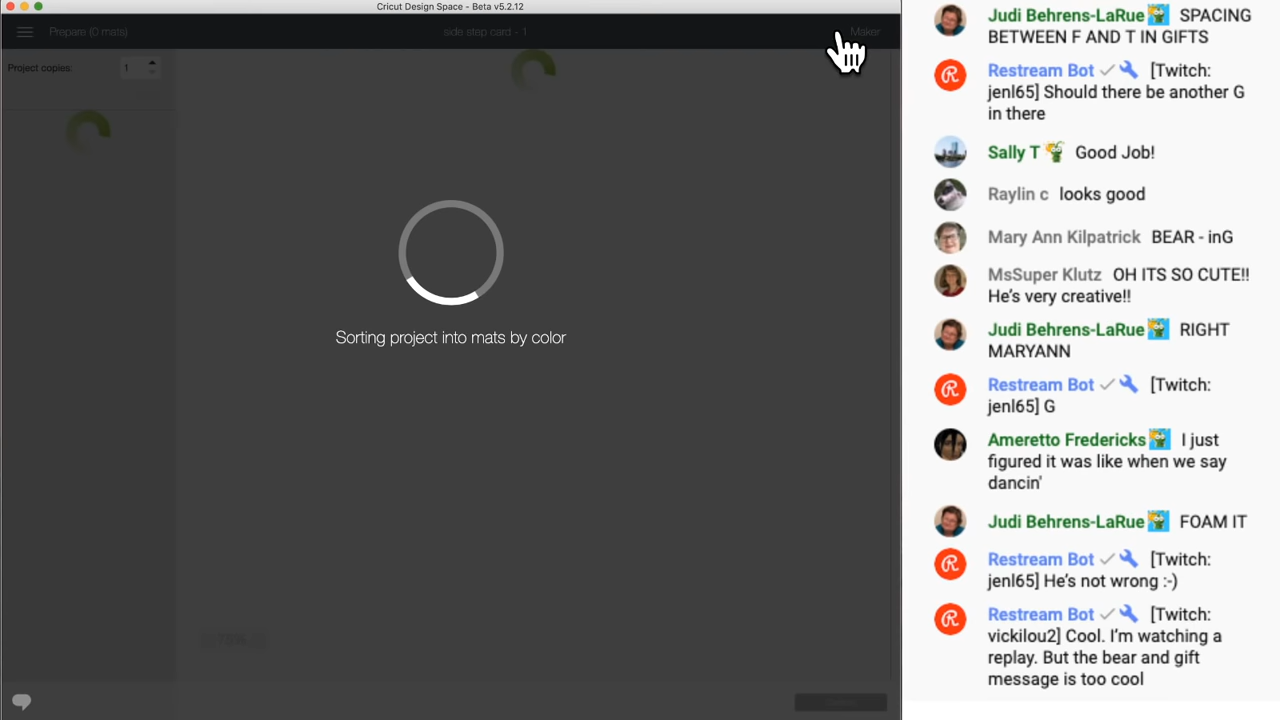 Cricut Design Space - Beta v5.2.12
Prepare (0 mats)
side step card - 1
Maker
Project copies:
1
Sorting project into mats by color
Judi Behrens-LaRue SPACING
BETWEEN F AND T IN GIFTS
Restream Bot [Twitch:
jenl65] Should there be another G
in there
Sally T Good Job!
Raylin c looks good
Mary Ann Kilpatrick BEAR - inG
MsSuper Klutz OH ITS SO CUTE!!
He's very creative!!
Judi Behrens-LaRue RIGHT
MARYANN
Restream Bot [Twitch:
jenl65] G
Ameretto Fredericks I just
figured it was like when we say
dancin'
Judi Behrens-LaRue FOAM IT
Restream Bot [Twitch:
jenl65] He's not wrong :-)
Restream Bot [Twitch:
vickilou2] Cool. I'm watching a
replay. But the bear and gift
message is too cool